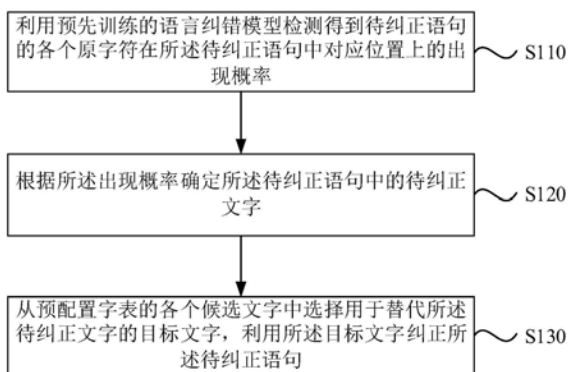 利用预先训练的语言纠错模型检测得到待纠正语句
的各个原字符在所述待纠正语句中对应位置上的出
现概率
S110
根据所述出现概率确定所述待纠正语句中的待纠正
文字
S120
从预配置字表的各个候选文字中选择用于替代所述
待纠正文字的目标文字，利用所述目标文字纠正所
述待纠正语句
S130